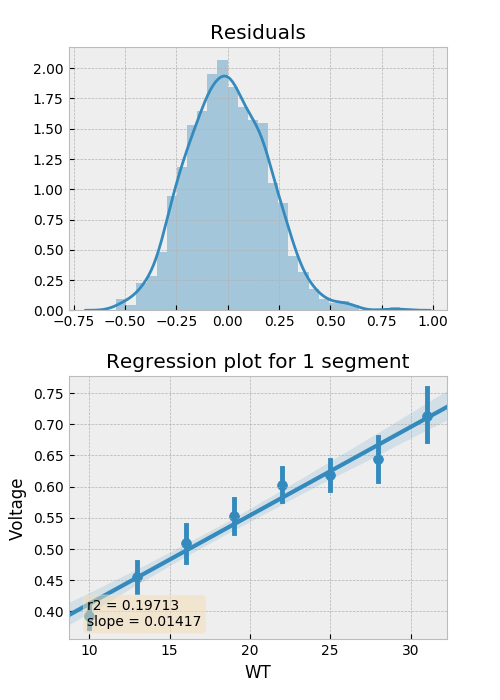 Residuals
2.00
1.75
1.50
1.25
1.00
0.75
0.50
0.25
0.00
−0.75 −0.50 −0.25 0.00 0.25 0.50 0.75 1.00
Regression plot for 1 segment
0.75
0.70
0.65
0.60
0.55
0.50
0.45
0.40
Voltage
r2 = 0.19713
slope = 0.01417
10 15 20 25 30
WT